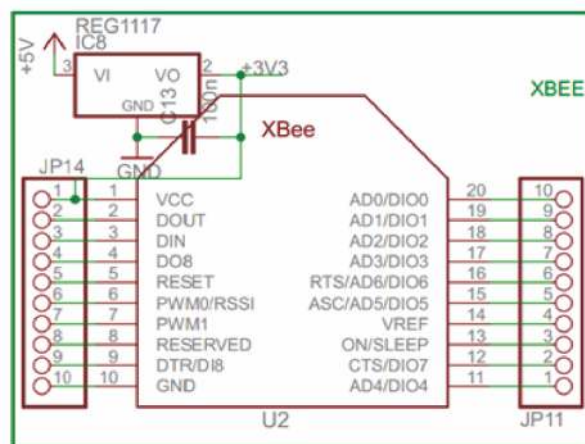 REG1117
IC8
+5V
3 VI VO 2
+3V3
GND
C13
100n
XBEE
XBee
GND
JP14
1 1 VCC AD0/DIO0 20 10
2 2 DOUT AD1/DIO1 19 9
3 3 DIN AD2/DIO2 18 8
4 4 DO8 AD3/DIO3 17 7
5 5 RESET RTS/AD6/DIO6 16 6
6 6 PWM0/RSSI ASC/AD5/DIO5 15 5
7 7 PWM1 VREF 14 4
8 8 RESERVED ON/SLEEP 13 3
9 9 DTR/DI8 CTS/DIO7 12 2
10 10 GND AD4/DIO4 11 1
U2
JP11